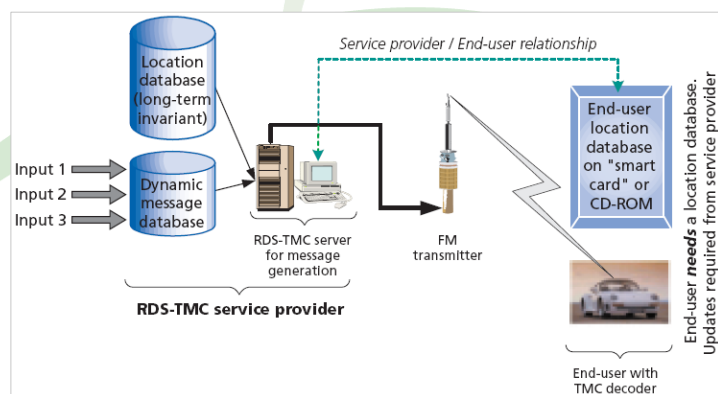 Service provider / End-user relationship
Location
database
(long-term
invariant)
Input 1
Input 2
Input 3
Dynamic
message
database
RDS-TMC server
for message
generation
RDS-TMC service provider
FM
transmitter
End-user
location
database
on "smart
card" or
CD-ROM
End-user with
TMC decoder
End-user needs a location database.
Updates required from service provider